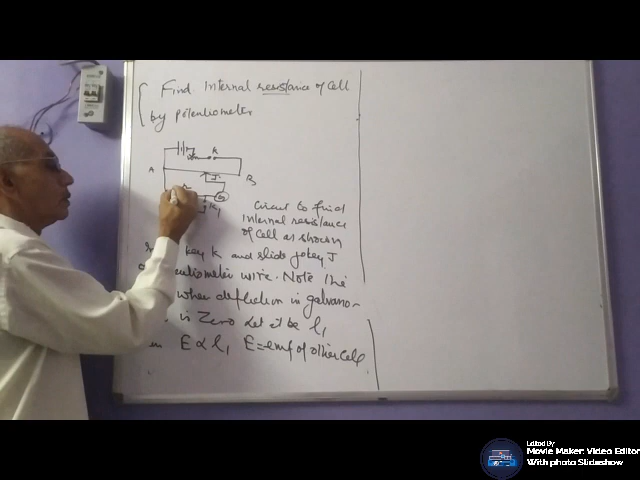 Find Internal resistance of Cell
by potentiometer
K
A
J
B
G
K1
Circuit to find
internal resistance
of Cell as shown
key K and slide jokey J
wire. Note the
when deflection in galvano-
is Zero Let it be l1
E ∝ l1 E = emf of other Cell
Edited By
Movie Maker: Video Editor
With photo Slideshow